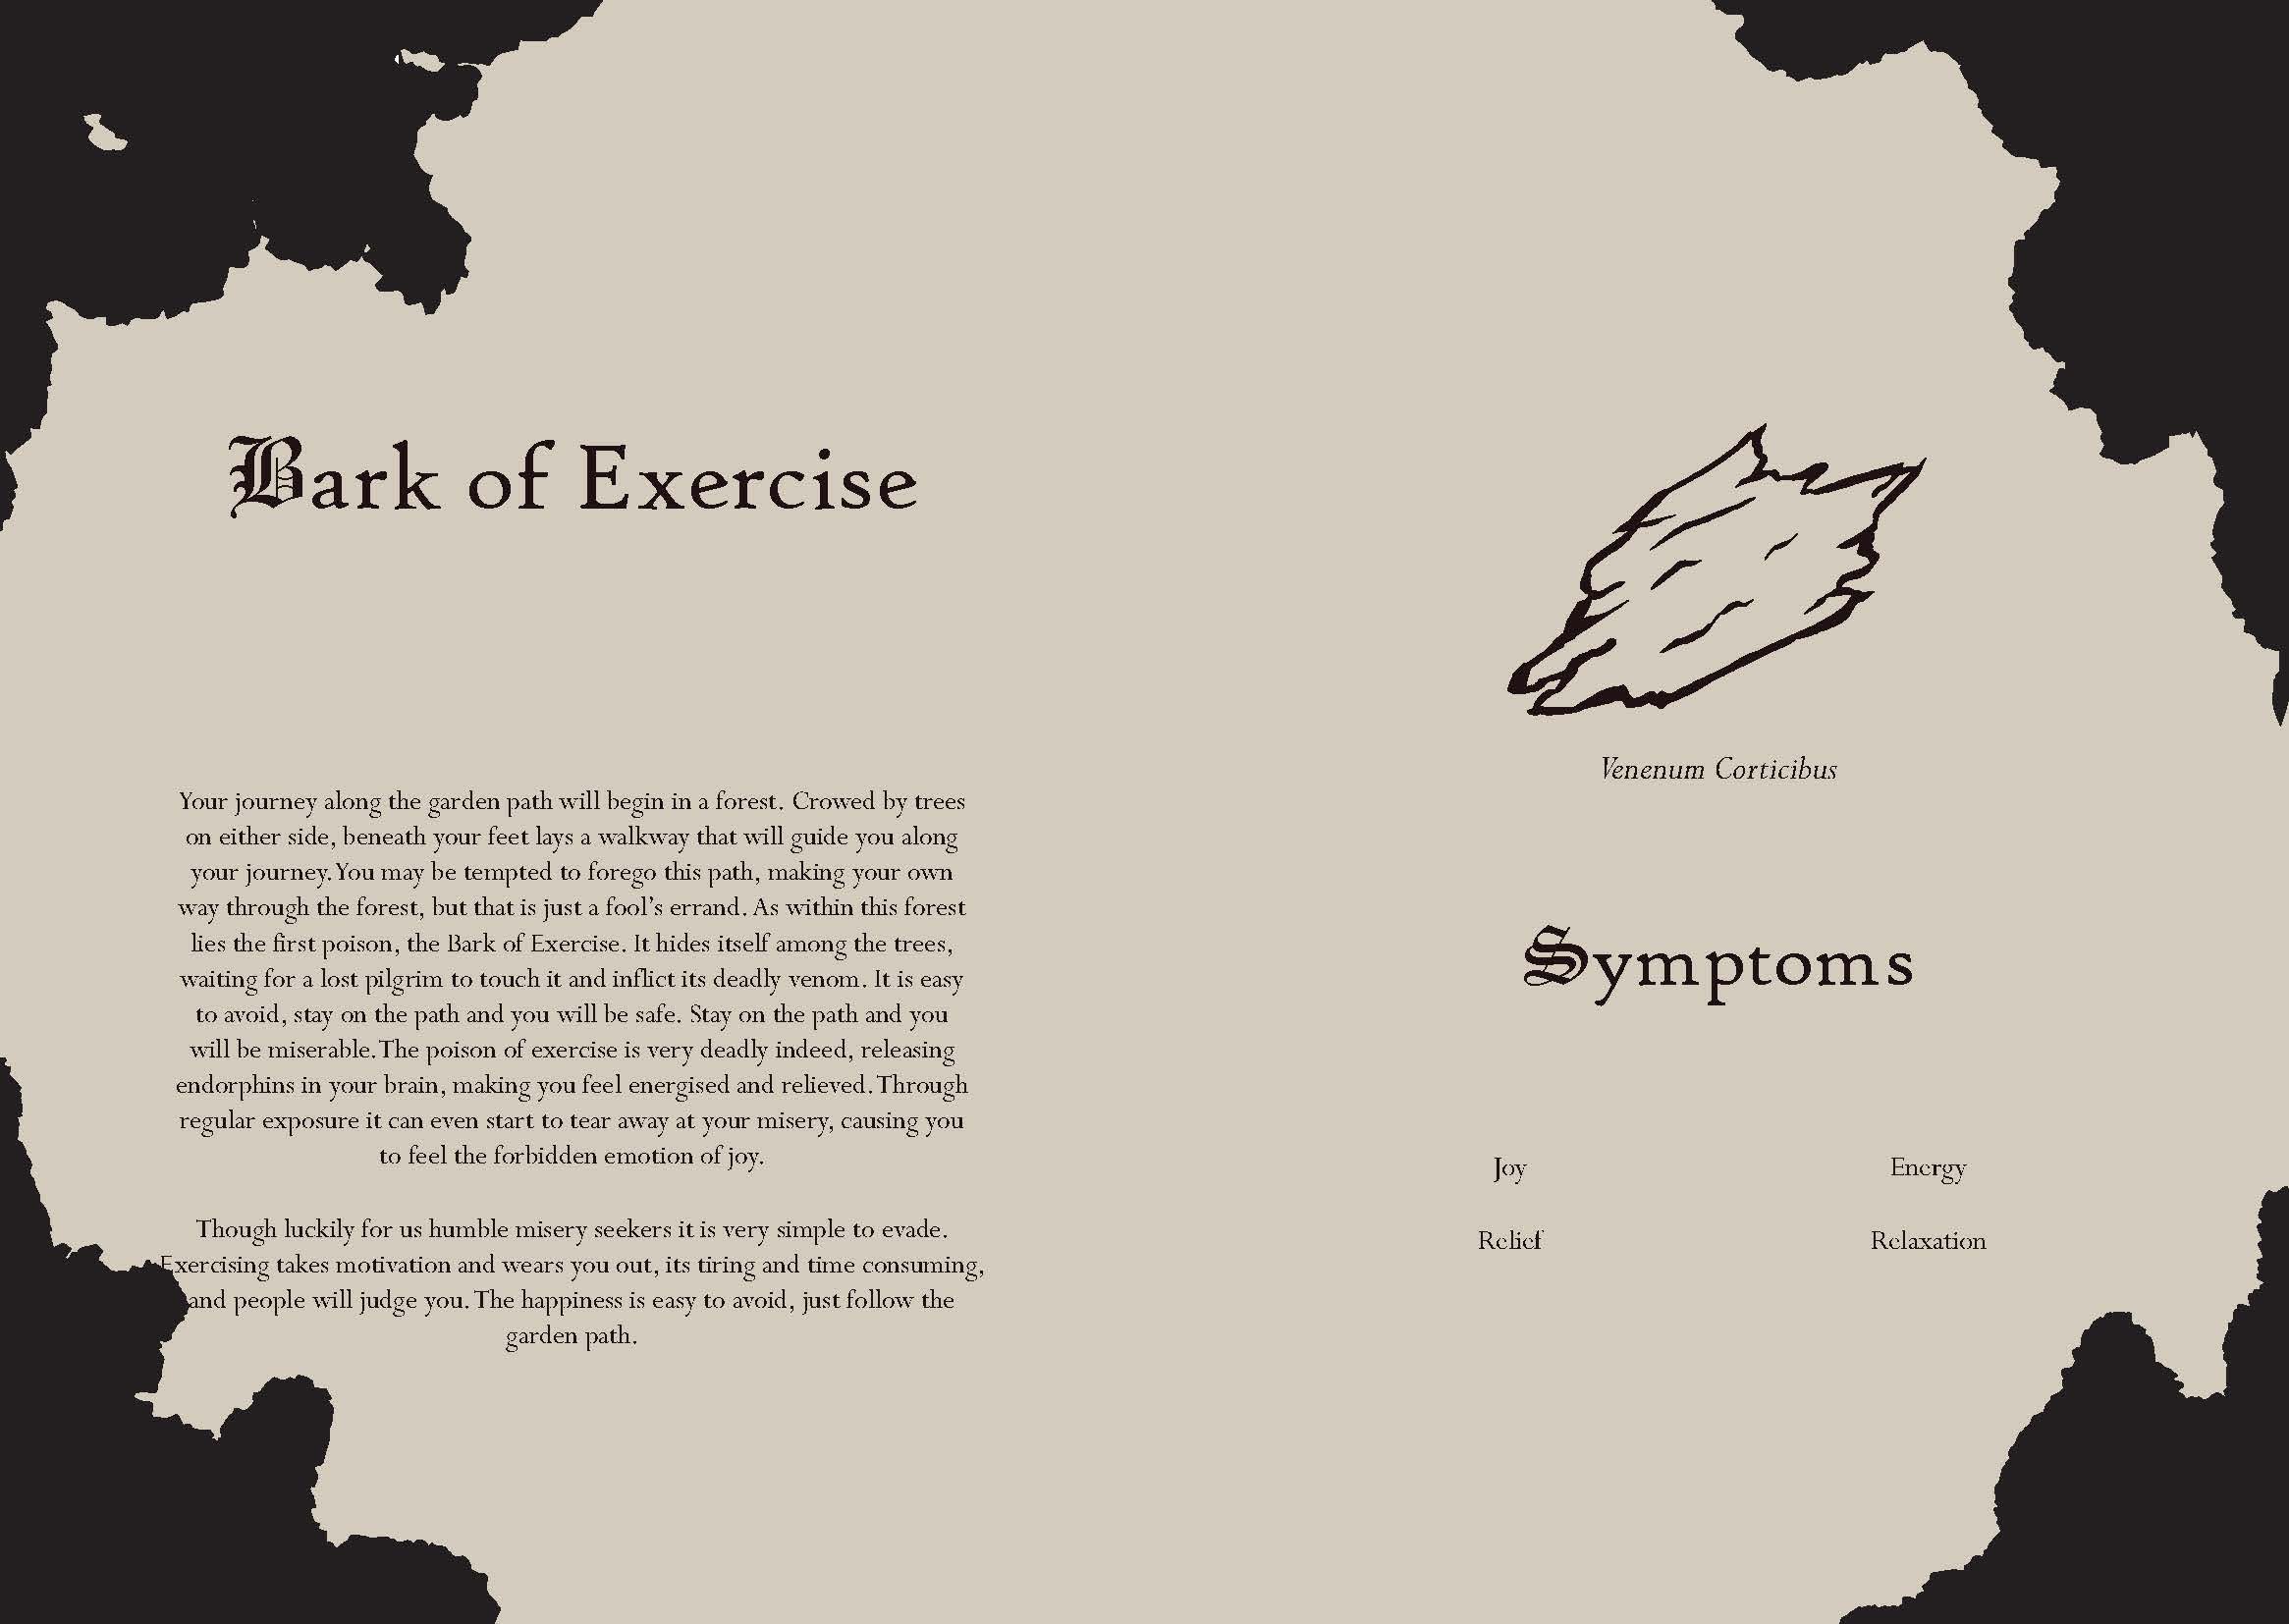 Bark of Exercise
Your journey along the garden path will begin in a forest. Crowed by trees
on either side, beneath your feet lays a walkway that will guide you along
your journey. You may be tempted to forego this path, making your own
way through the forest, but that is just a fool's errand. As within this forest
lies the first poison, the Bark of Exercise. It hides itself among the trees,
waiting for a lost pilgrim to touch it and inflict its deadly venom. It is easy
to avoid, stay on the path and you will be safe. Stay on the path and you
will be miserable. The poison of exercise is very deadly indeed, releasing
endorphins in your brain, making you feel energised and relieved. Through
regular exposure it can even start to tear away at your misery, causing you
to feel the forbidden emotion of joy.
Though luckily for us humble misery seekers it is very simple to evade.
Exercising takes motivation and wears you out, its tiring and time consuming,
and people will judge you. The happiness is easy to avoid, just follow the
garden path.
Venenum Corticibus
Symptoms
Joy
Energy
Relief
Relaxation